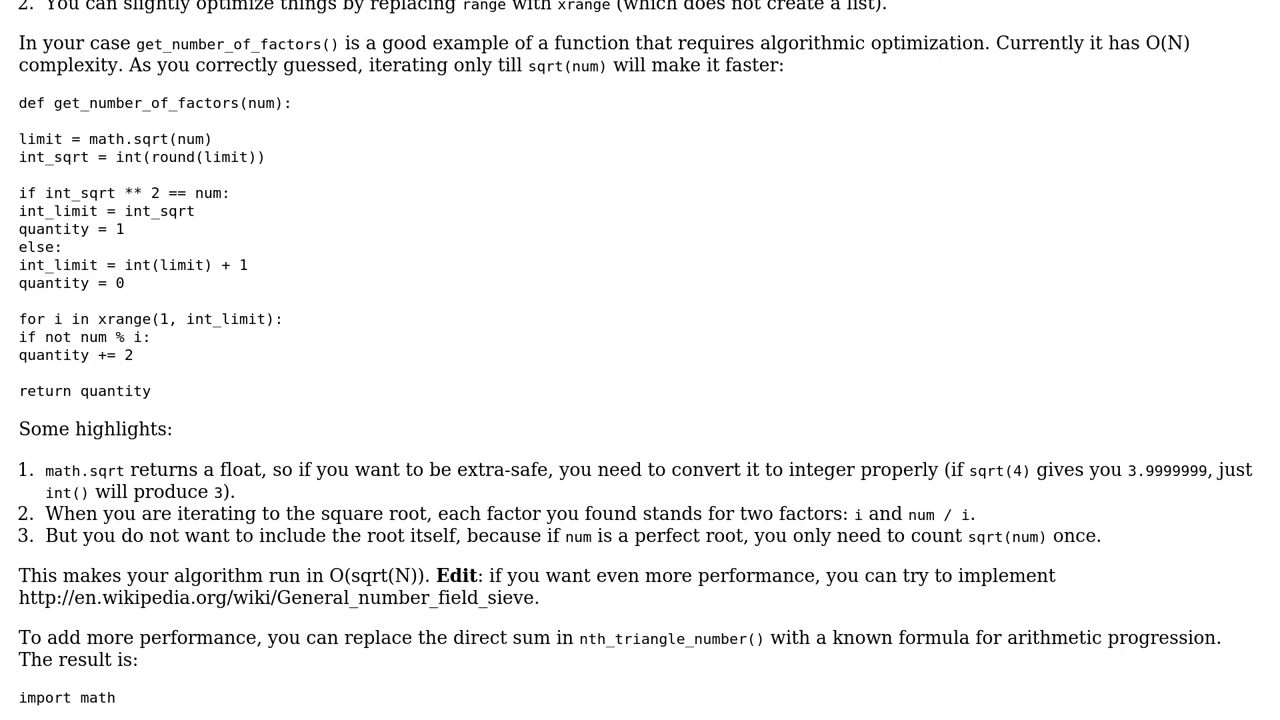 2. You can slightly optimize things by replacing range with xrange (which does not create a list).
In your case get_number_of_factors() is a good example of a function that requires algorithmic optimization. Currently it has O(N)
complexity. As you correctly guessed, iterating only till sqrt(num) will make it faster:
def get_number_of_factors(num):
limit = math.sqrt(num)
int_sqrt = int(round(limit))
if int_sqrt ** 2 == num:
int_limit = int_sqrt
quantity = 1
else:
int_limit = int(limit) + 1
quantity = 0
for i in xrange(1, int_limit):
if not num % i:
quantity += 2
return quantity
Some highlights:
1. math.sqrt returns a float, so if you want to be extra-safe, you need to convert it to integer properly (if sqrt(4) gives you 3.9999999, just
int() will produce 3).
2. When you are iterating to the square root, each factor you found stands for two factors: i and num / i.
3. But you do not want to include the root itself, because if num is a perfect root, you only need to count sqrt(num) once.
This makes your algorithm run in O(sqrt(N)). Edit: if you want even more performance, you can try to implement
http://en.wikipedia.org/wiki/General_number_field_sieve.
To add more performance, you can replace the direct sum in nth_triangle_number() with a known formula for arithmetic progression.
The result is:
import math